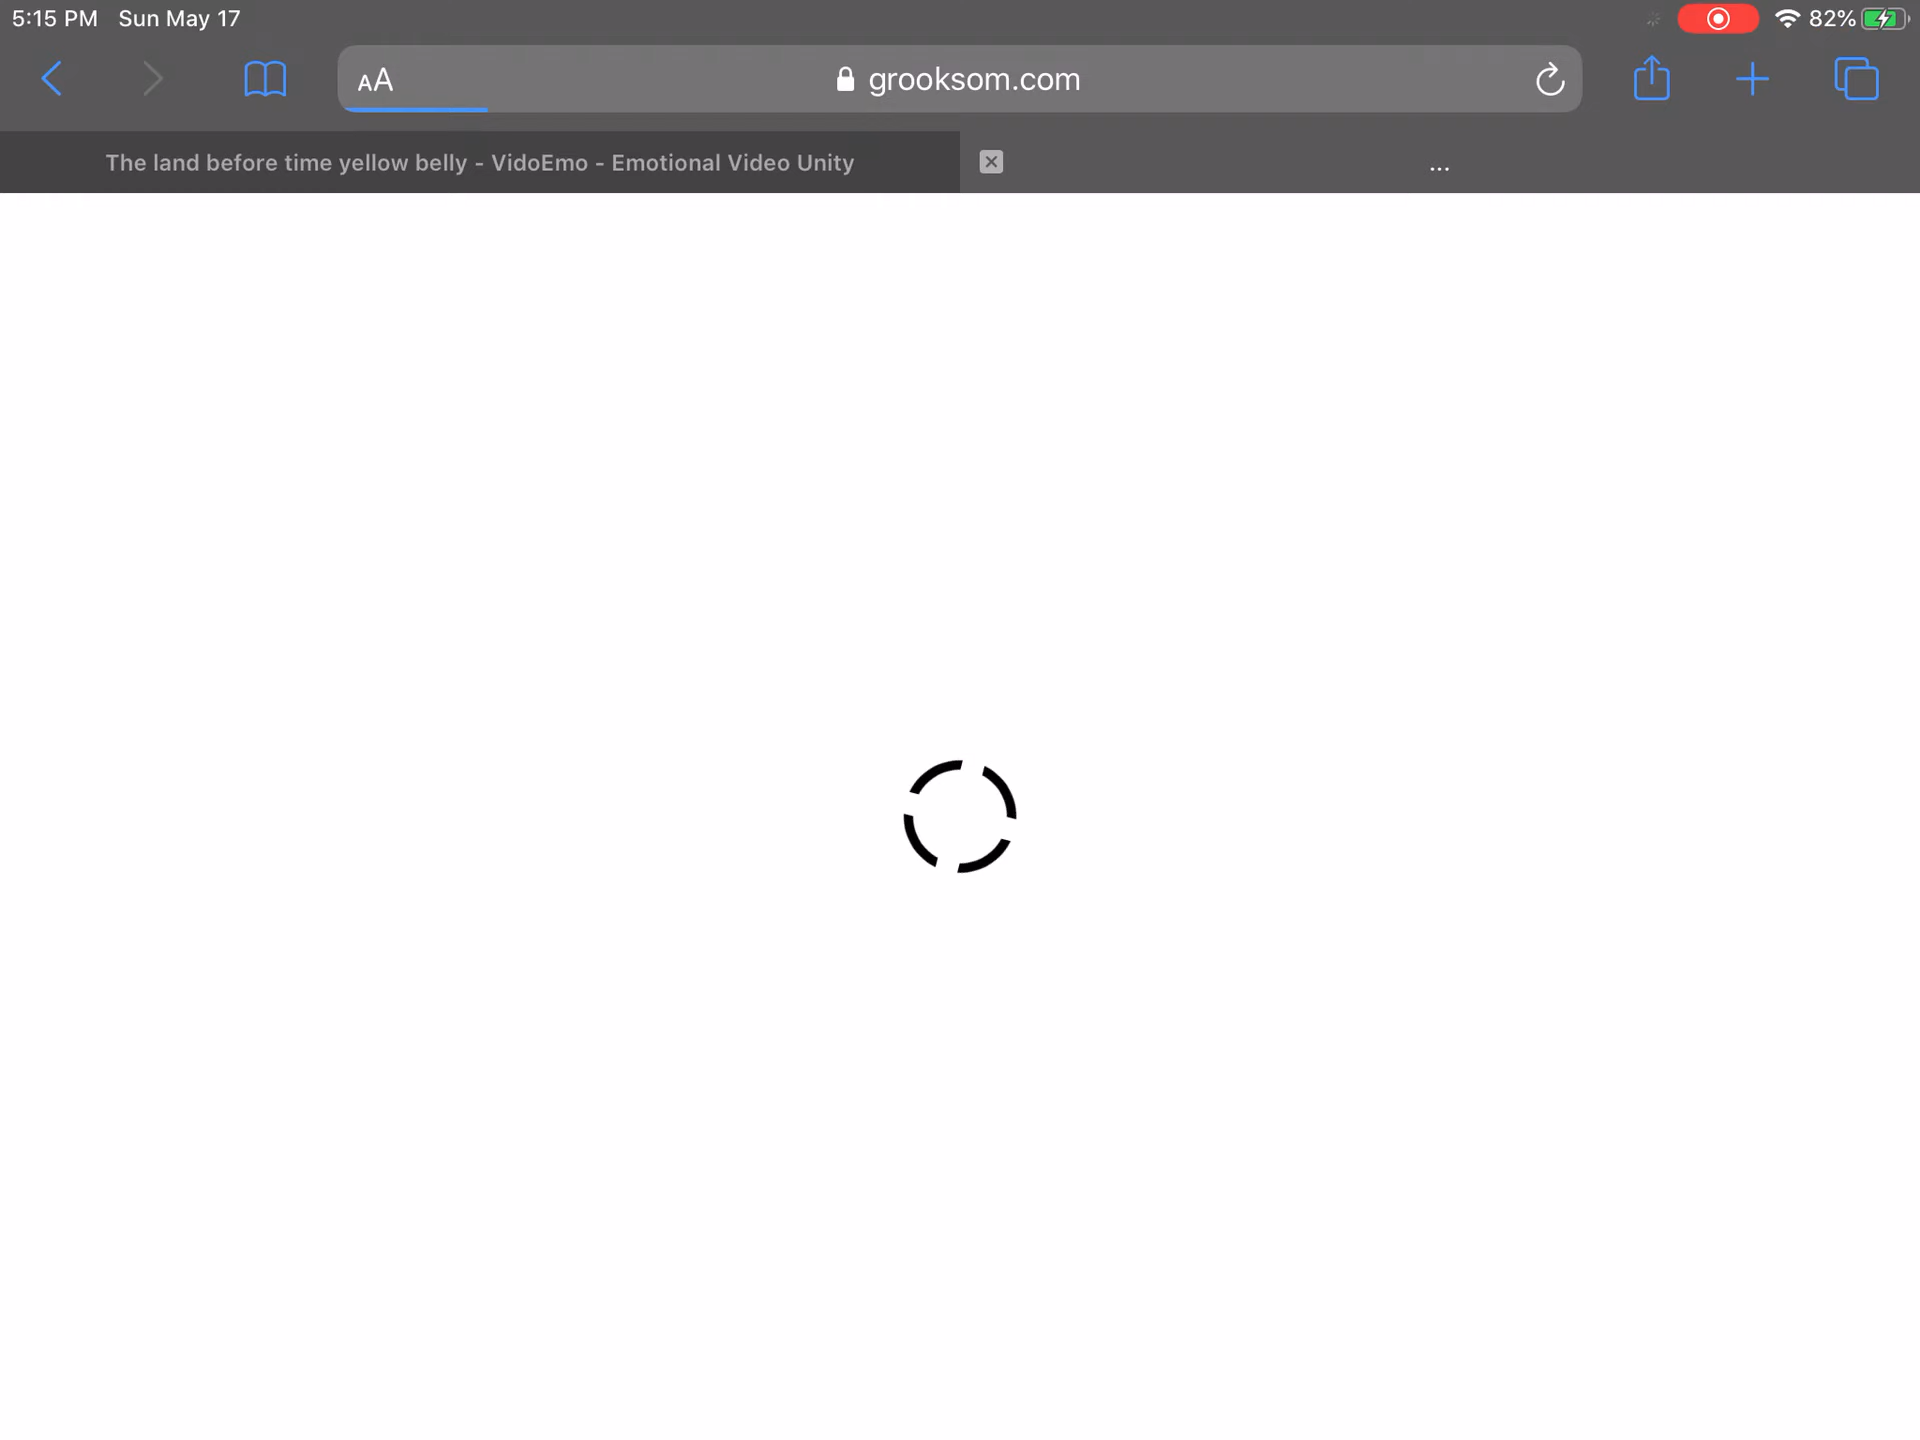 5:15 PM Sun May 17
82%
AA
grooksom.com
The land before time yellow belly - VidoEmo - Emotional Video Unity
...